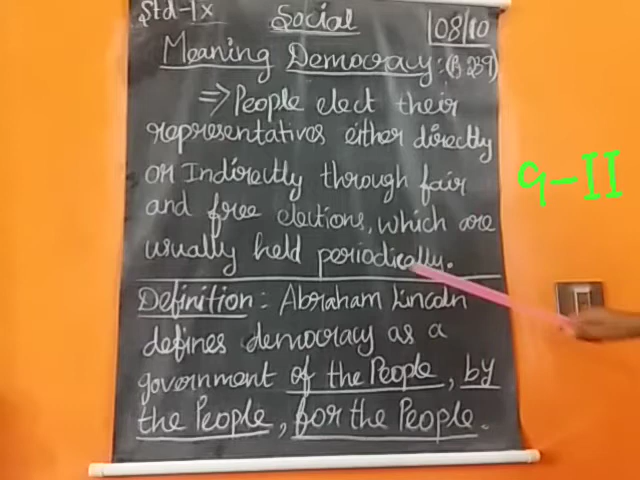 Std-IX
Social
08/10
Meaning Democracy: (P. 239)
⇒ People elect their
representatives either directly
or Indirectly through fair
and free elections, which are
usually held periodically.
Definition: Abraham Lincoln
defines democracy as a
government of the People, by
the People, for the People.
9-II